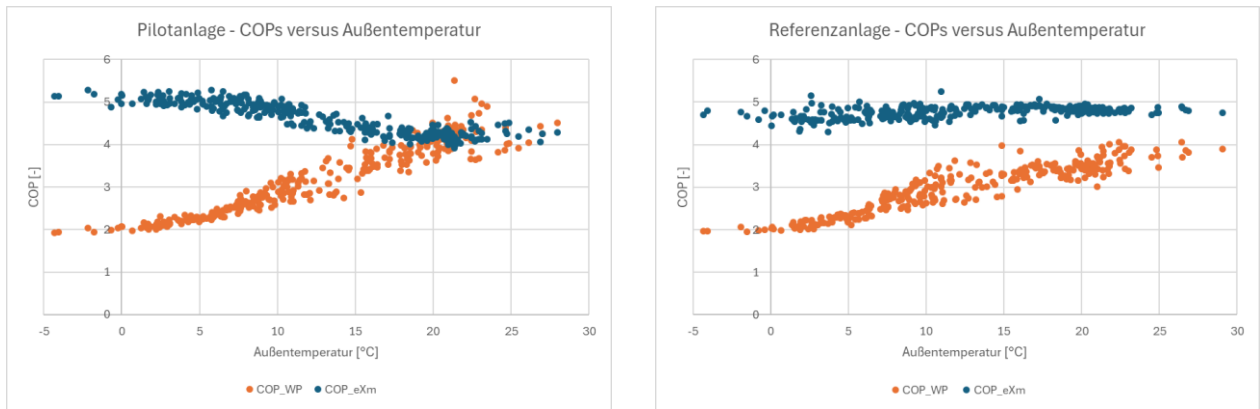 Pilotanlage - COPs versus Außentemperatur
6
5
4
3
2
1
0
COP [-]
-5 0 5 10 15 20 25 30
Außentemperatur [°C]
COP_WP COP_eXm
Referenzanlage - COPs versus Außentemperatur
6
5
4
3
2
1
0
COP [-]
-5 0 5 10 15 20 25 30
Außentemperatur [°C]
COP_WP COP_eXm